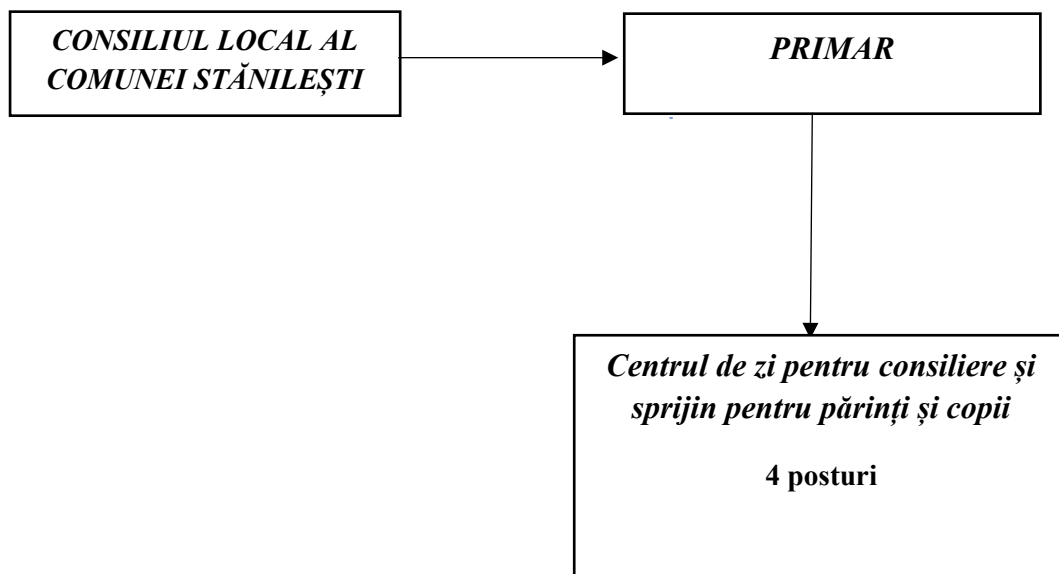 CONSILIUL LOCAL AL
COMUNEI STĂNILEȘTI
PRIMAR
Centrul de zi pentru consiliere și
sprijin pentru părinți și copii
4 posturi